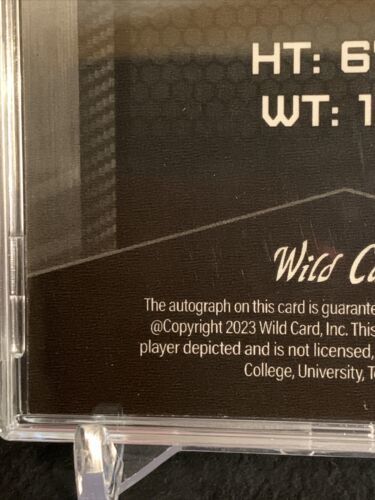 HT: 6'
WT: 1
Wild Ca
The autograph on this card is guarante
@Copyright 2023 Wild Card, Inc. This
player depicted and is not licensed,
College, University, Te